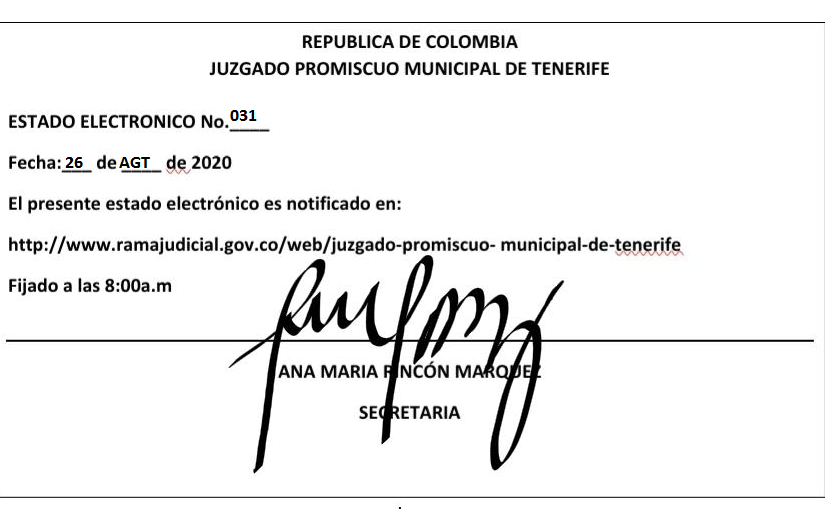 REPUBLICA DE COLOMBIA
JUZGADO PROMISCUO MUNICIPAL DE TENERIFE
ESTADO ELECTRONICO No. 031
Fecha: 26 de AGT de 2020
El presente estado electrónico es notificado en:
http://www.ramajudicial.gov.co/web/juzgado-promiscuo- municipal-de-tenerife
Fijado a las 8:00a.m
ANA MARIA RINCÓN MARQUEZ
SECRETARIA